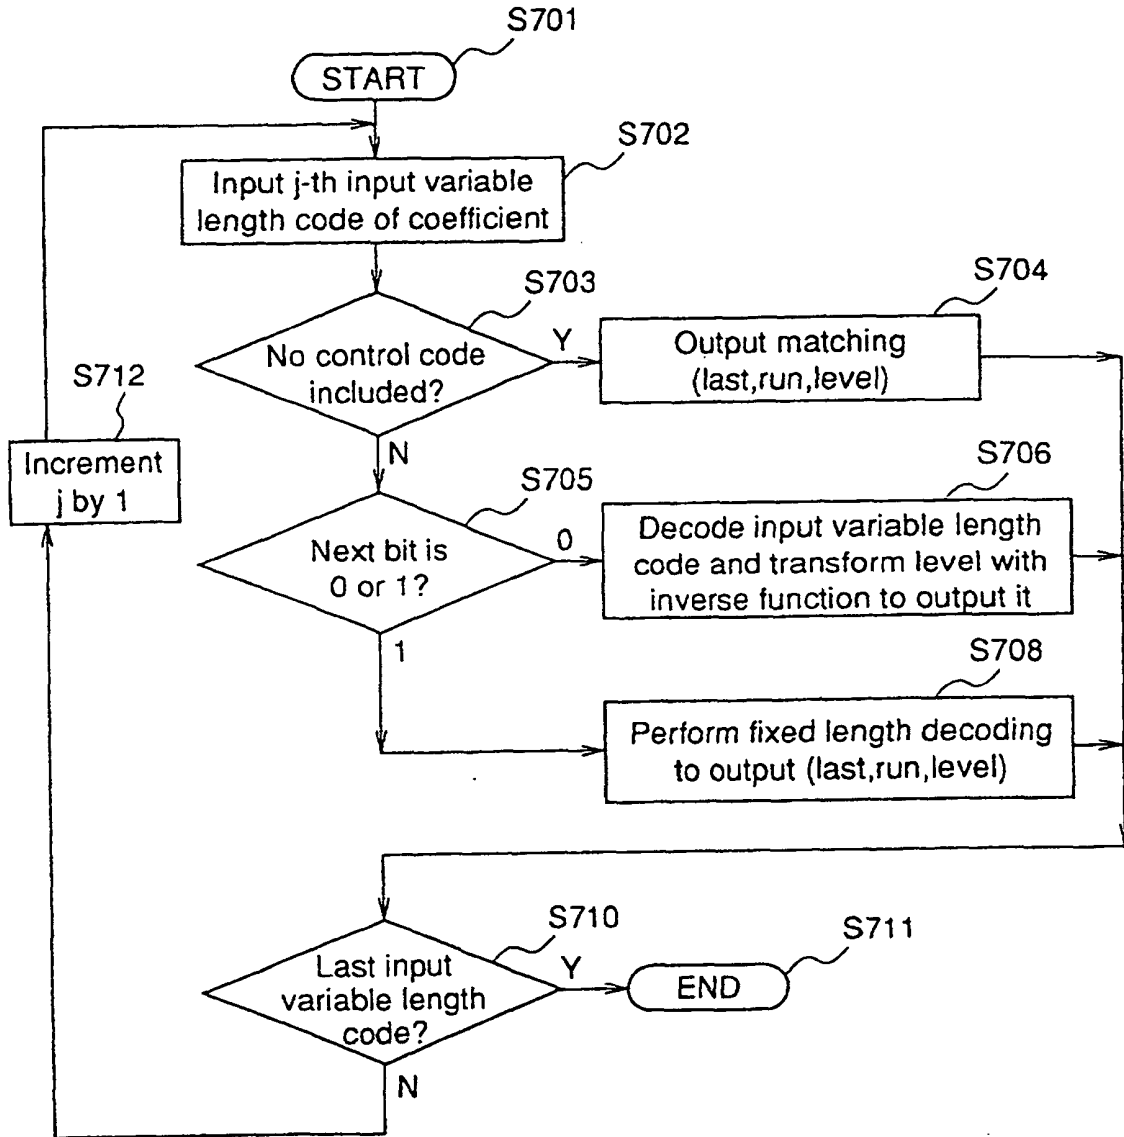 S701
START
S702
Input j-th input variable
length code of coefficient
S703
No control code
included?
Y
N
S704
Output matching
(last,run,level)
S712
Increment
j by 1
S705
Next bit is
0 or 1?
0
1
S706
Decode input variable length
code and transform level with
inverse function to output it
S708
Perform fixed length decoding
to output (last,run,level)
S710
Last input
variable length
code?
Y
N
S711
END